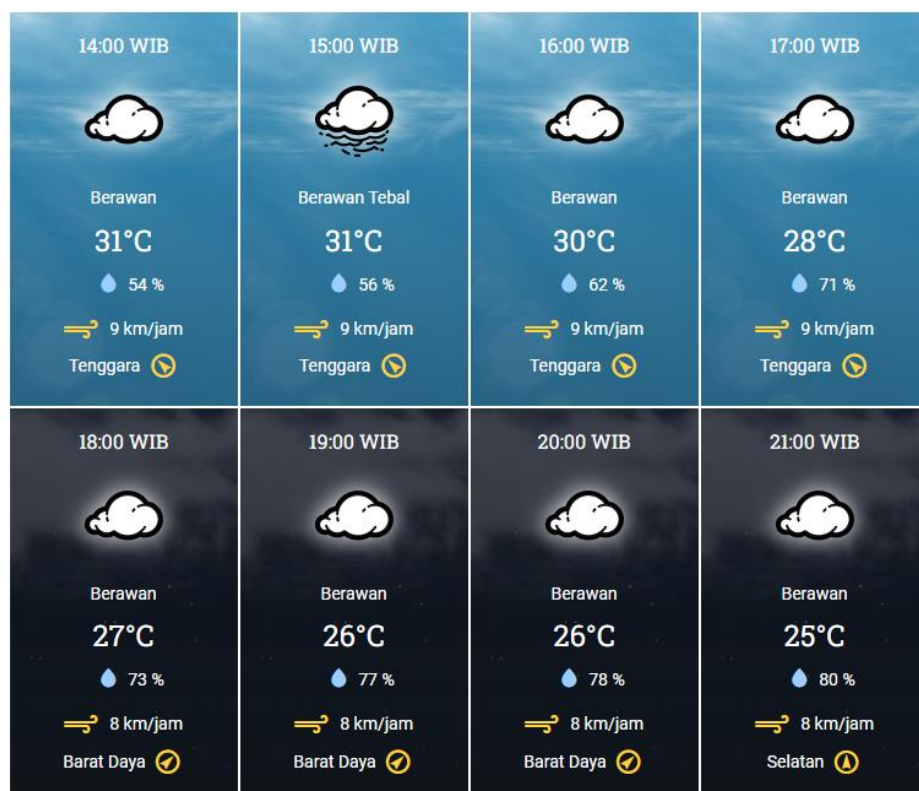 14:00 WIB
Berawan
31°C
54 %
9 km/jam
Tenggara
15:00 WIB
Berawan Tebal
31°C
56 %
9 km/jam
Tenggara
16:00 WIB
Berawan
30°C
62 %
9 km/jam
Tenggara
17:00 WIB
Berawan
28°C
71 %
9 km/jam
Tenggara
18:00 WIB
Berawan
27°C
73 %
8 km/jam
Barat Daya
19:00 WIB
Berawan
26°C
77 %
8 km/jam
Barat Daya
20:00 WIB
Berawan
26°C
78 %
8 km/jam
Barat Daya
21:00 WIB
Berawan
25°C
80 %
8 km/jam
Selatan